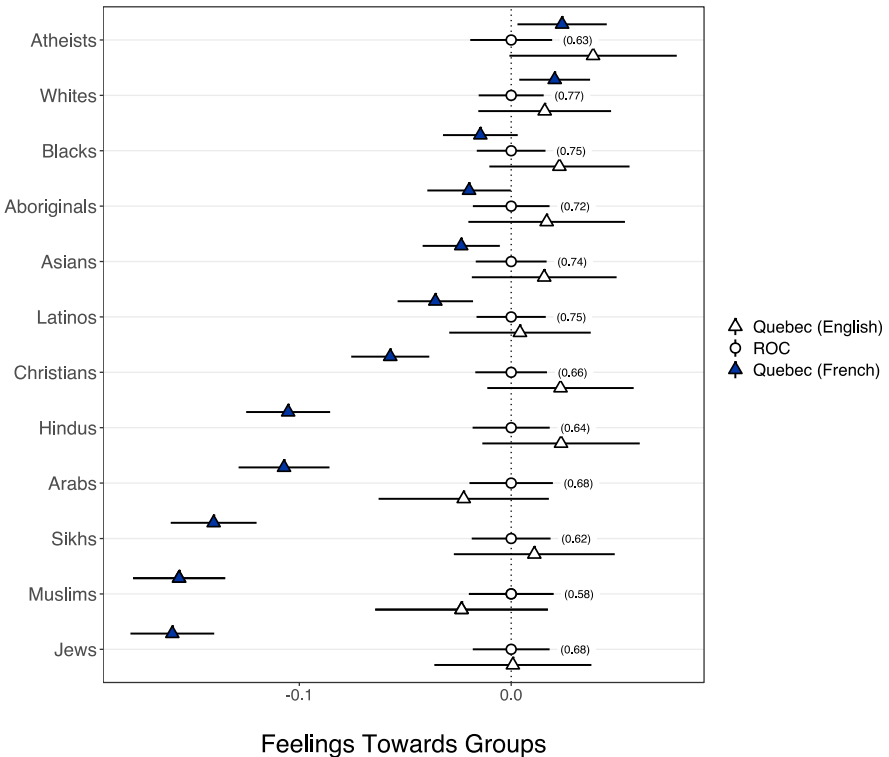 Atheists (0.63)
Whites (0.77)
Blacks (0.75)
Aboriginals (0.72)
Asians (0.74)
Latinos (0.75)
Christians (0.66)
Hindus (0.64)
Arabs (0.68)
Sikhs (0.62)
Muslims (0.58)
Jews (0.68)
-0.1 0.0
Feelings Towards Groups
Quebec (English)
ROC
Quebec (French)